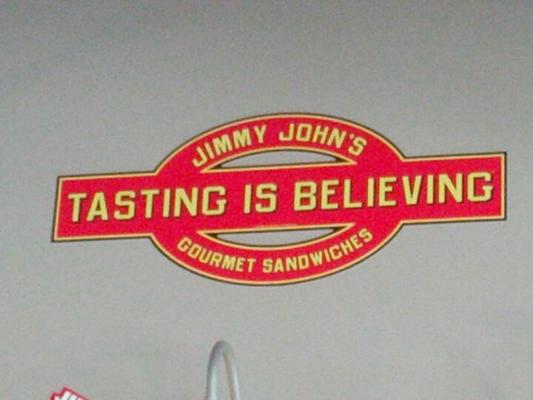 JIMMY JOHN'S
TASTING IS BELIEVING
GOURMET SANDWICHES